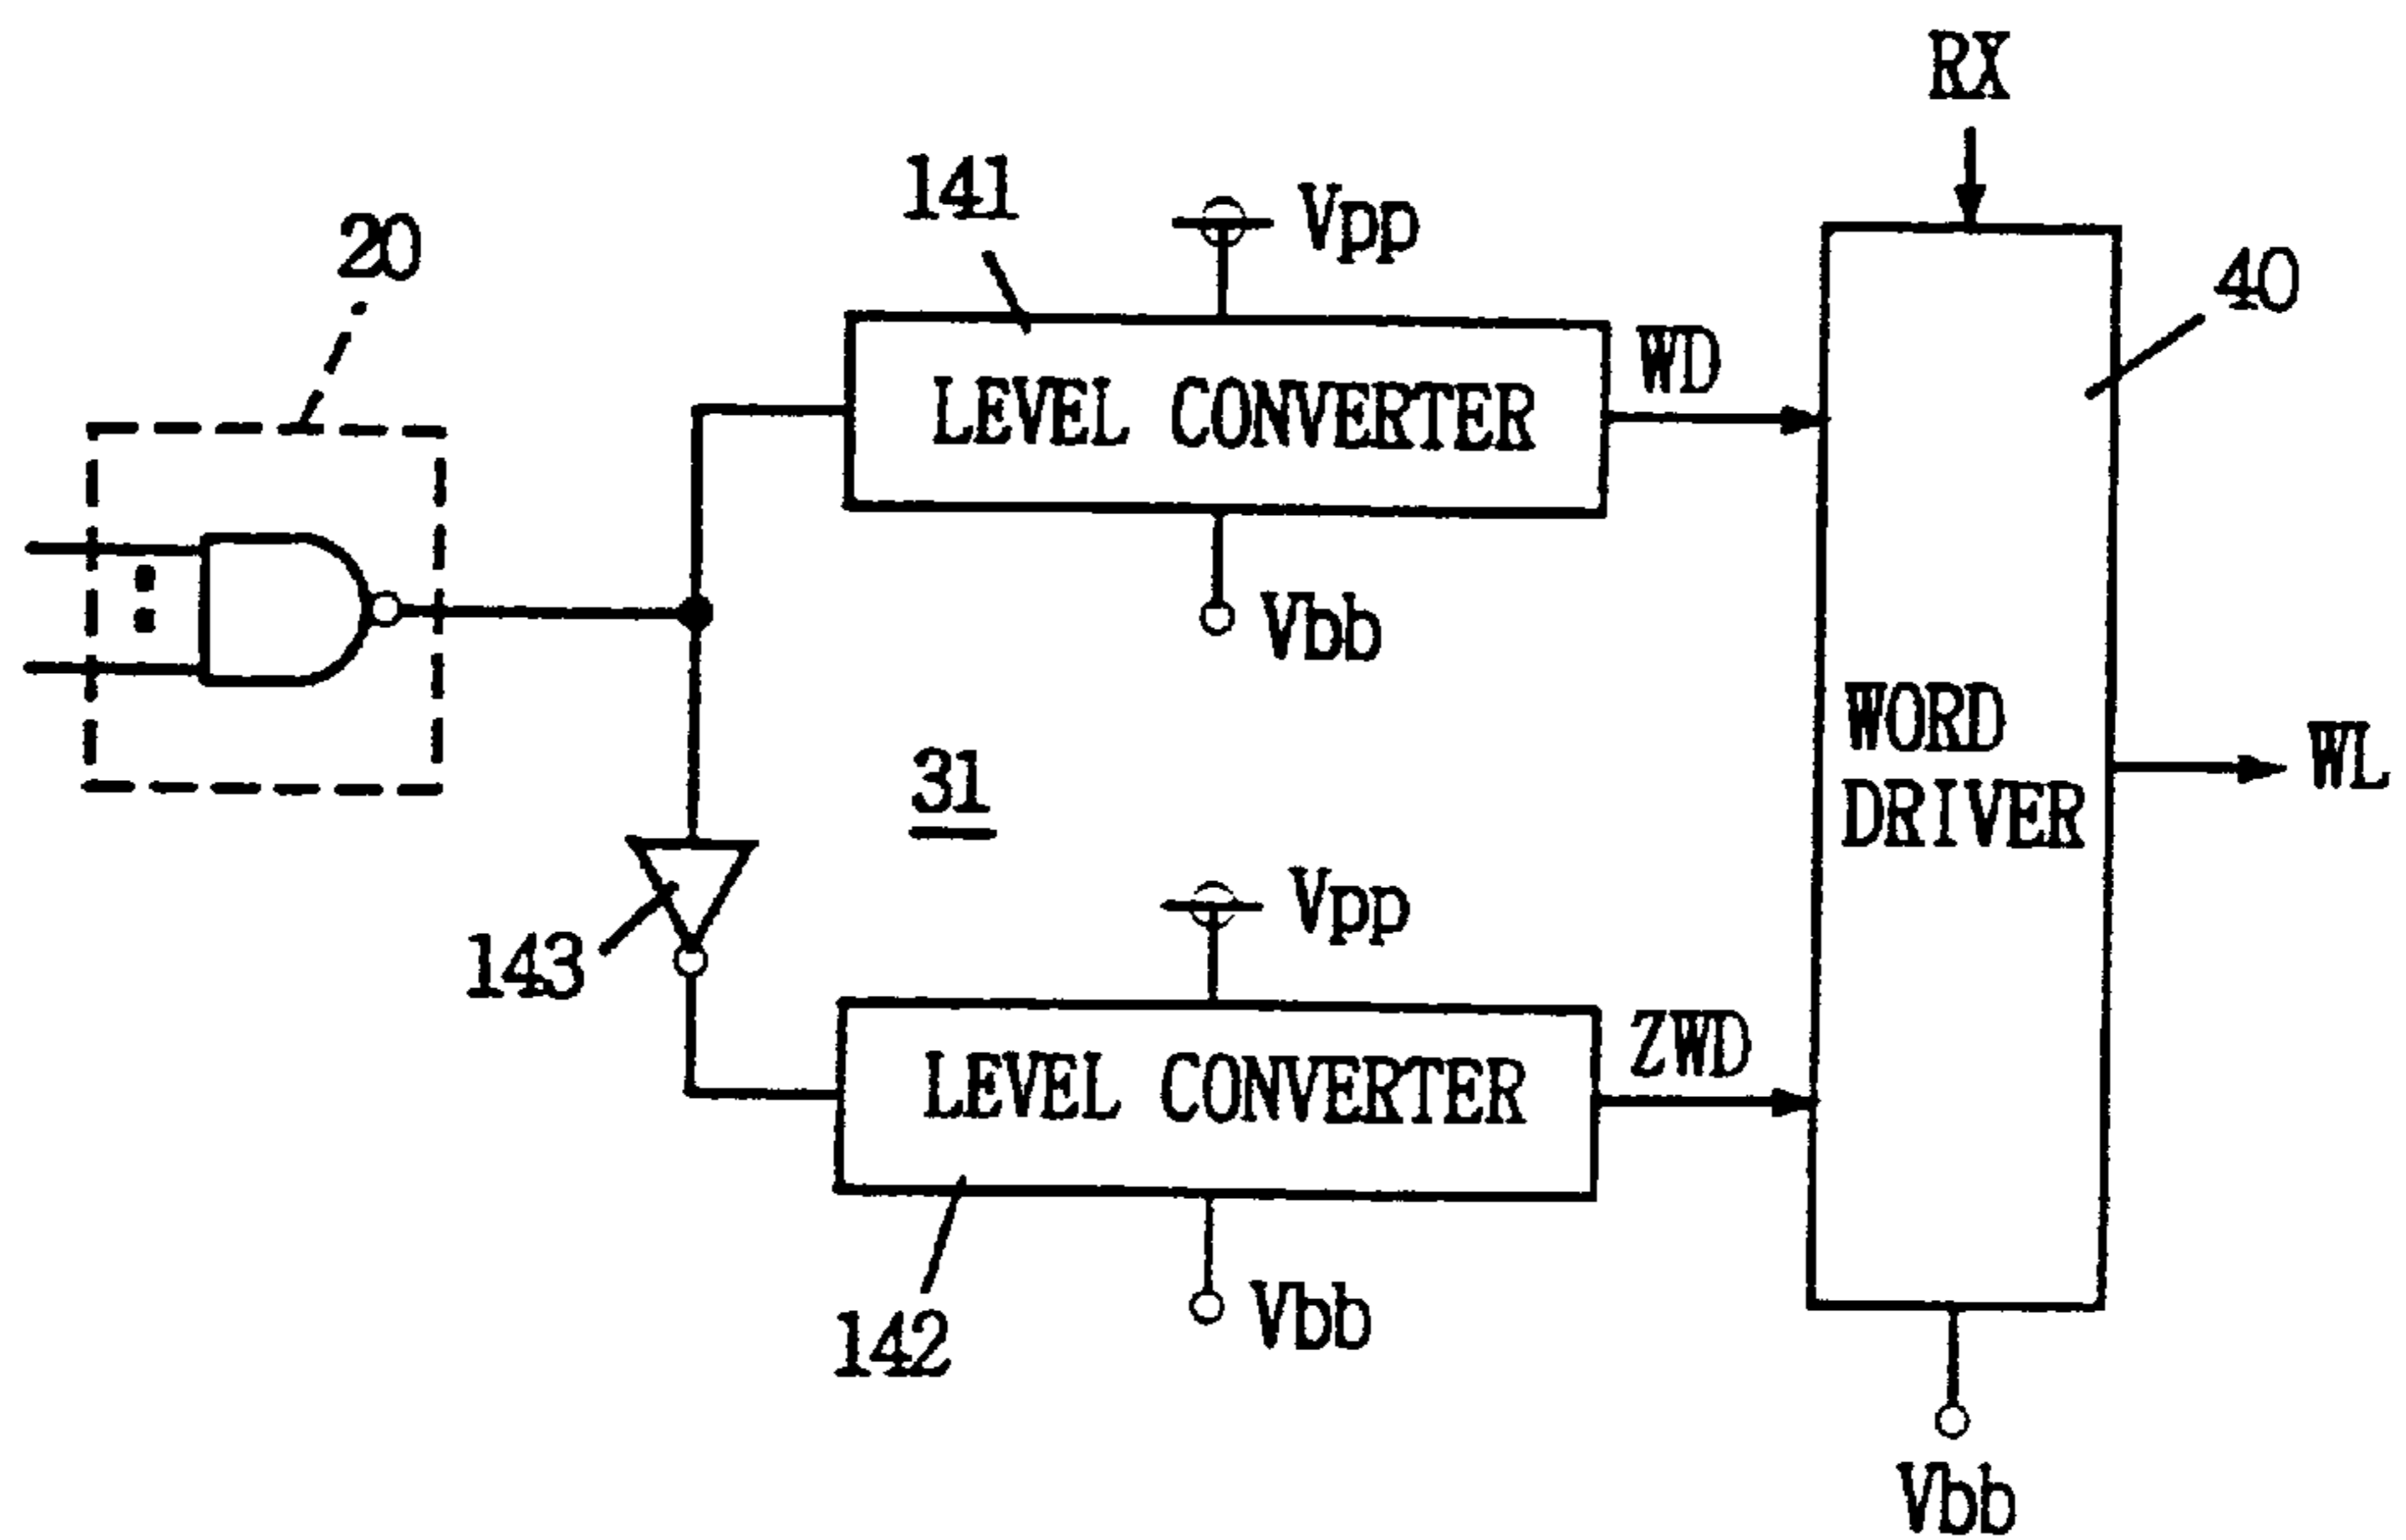 RX
141
Vpp
20
40
WD
LEVEL CONVERTER
Vbb
WORD
DRIVER
WL
31
Vpp
143
ZWD
LEVEL CONVERTER
Vbb
142
Vbb